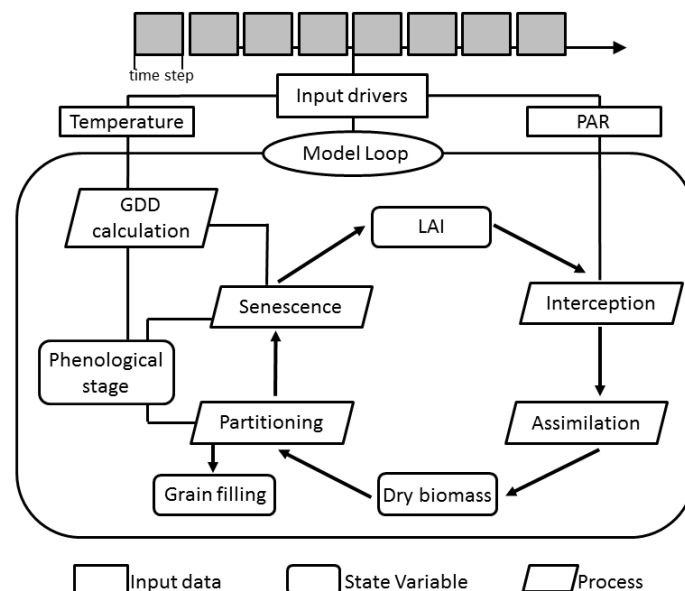 time step
Input drivers
Temperature
PAR
Model Loop
GDD
calculation
LAI
Senescence
Interception
Phenological
stage
Partitioning
Assimilation
Grain filling
Dry biomass
Input data
State Variable
Process